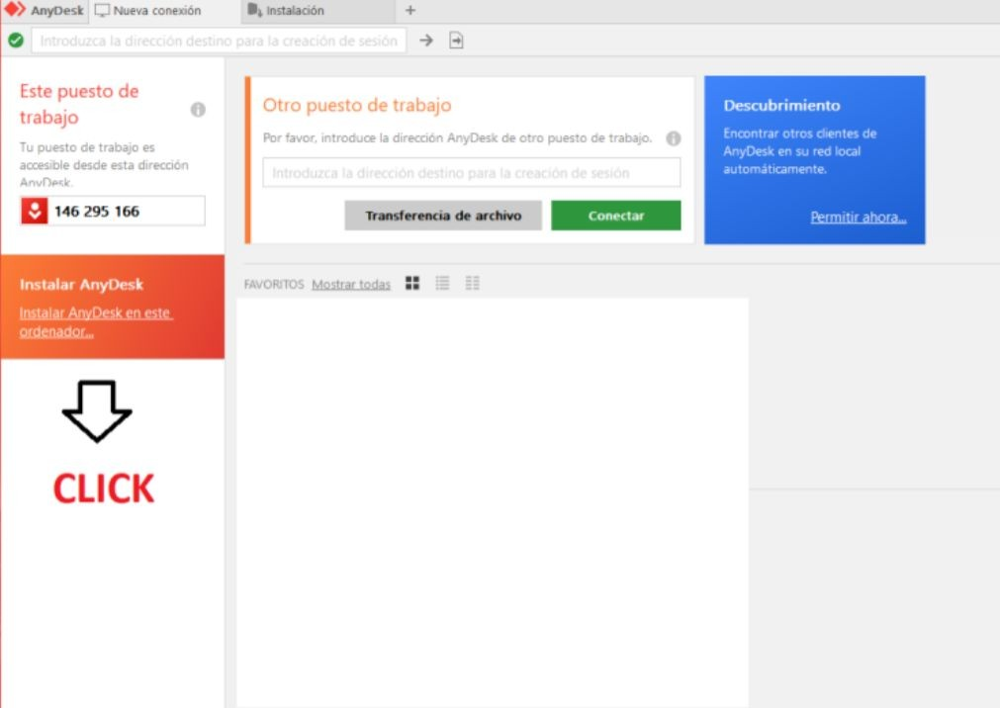 AnyDesk
Nueva conexión
Instalación
+
Introduzca la dirección destino para la creación de sesión
Este puesto de
trabajo
Tu puesto de trabajo es
accesible desde esta dirección
AnyDesk.
146 295 166
Instalar AnyDesk
Instalar AnyDesk en este
ordenador...
CLICK
Otro puesto de trabajo
Por favor, introduce la dirección AnyDesk de otro puesto de trabajo.
Introduzca la dirección destino para la creación de sesión
Transferencia de archivo
Conectar
Descubrimiento
Encontrar otros clientes de
AnyDesk en su red local
automáticamente.
Permitir ahora...
FAVORITOS Mostrar todas